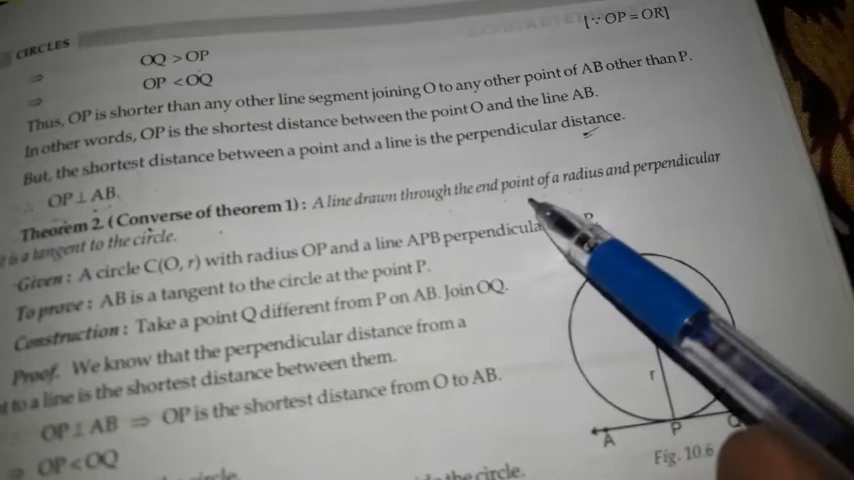 CIRCLES
[∵ OP = OR]
⇒ OQ > OP
⇒ OP < OQ
Thus, OP is shorter than any other line segment joining O to any other point of AB other than P.
In other words, OP is the shortest distance between the point O and the line AB.
But, the shortest distance between a point and a line is the perpendicular distance.
∴ OP ⊥ AB.
Theorem 2. (Converse of theorem 1) : A line drawn through the end point of a radius and perpendicular
it is a tangent to the circle.
Given : A circle C(O, r) with radius OP and a line APB perpendicular P.
To prove : AB is a tangent to the circle at the point P.
Construction : Take a point Q different from P on AB. Join OQ.
Proof. We know that the perpendicular distance from a
to a line is the shortest distance between them.
∴ OP ⊥ AB ⇒ OP is the shortest distance from O to AB.
⇒ OP < OQ
circle.
the circle.
r
A P Q
Fig. 10.6